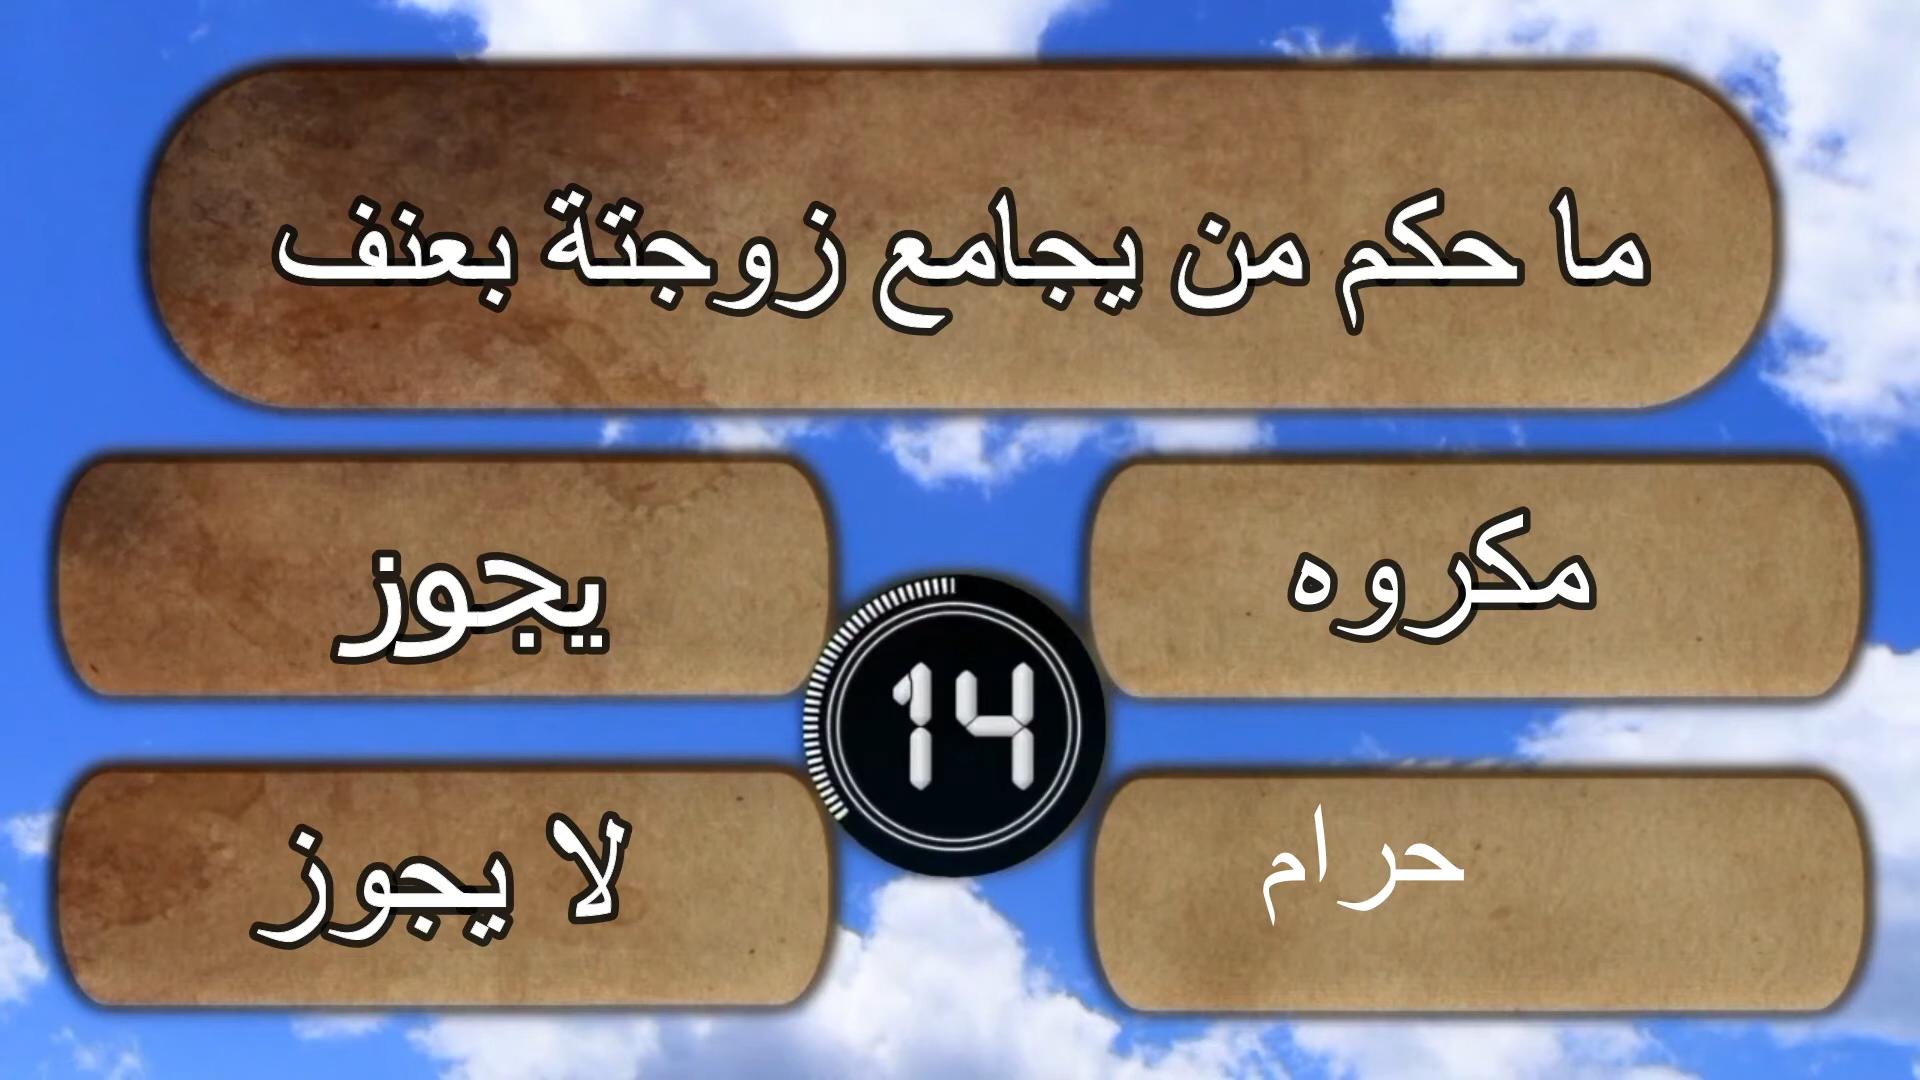 ما حكم من يجامع زوجتة بعنف
مكروه
يجوز
14
حرام
لا يجوز